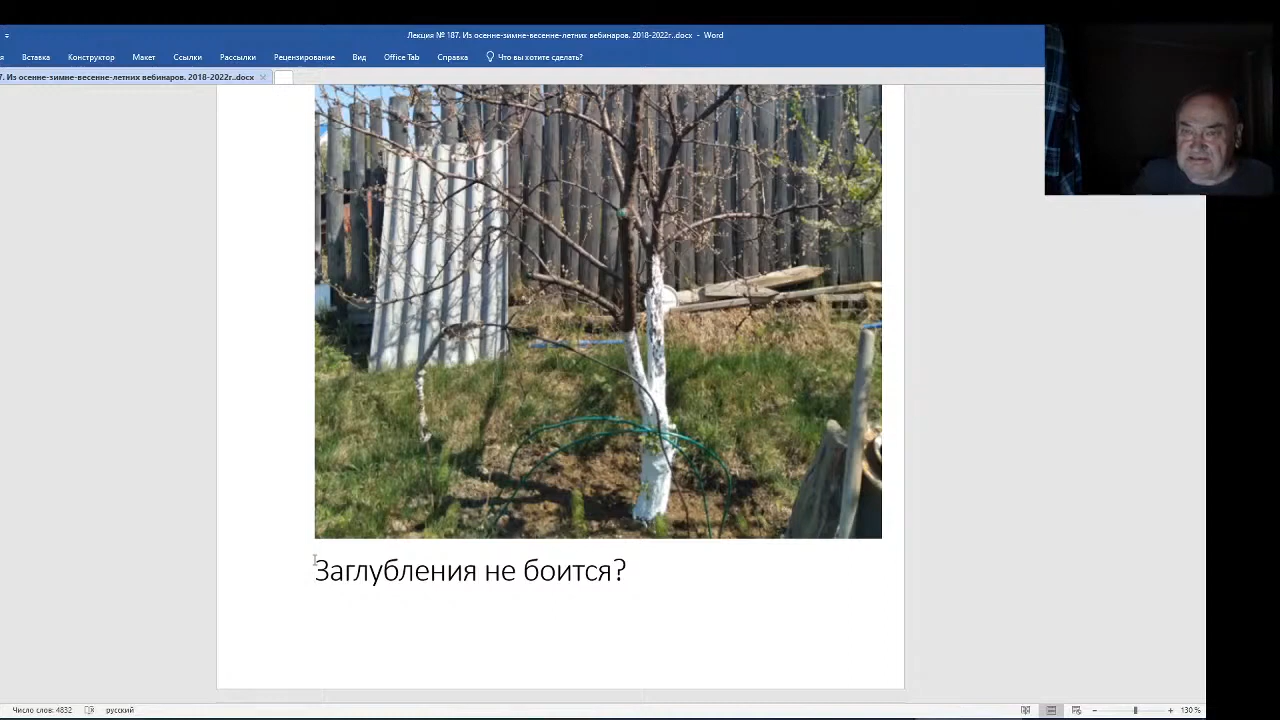 Лекция № 187. Из осенне-зимне-весенне-летних вебинаров. 2018-2022г..docx - Word
Вставка Конструктор Макет Ссылки Рассылки Рецензирование Вид Office Tab Справка Что вы хотите сделать?
7. Из осенне-зимне-весенне-летних вебинаров. 2018-2022г..docx
Заглубления не боится?
Число слов: 4832 русский 130 %